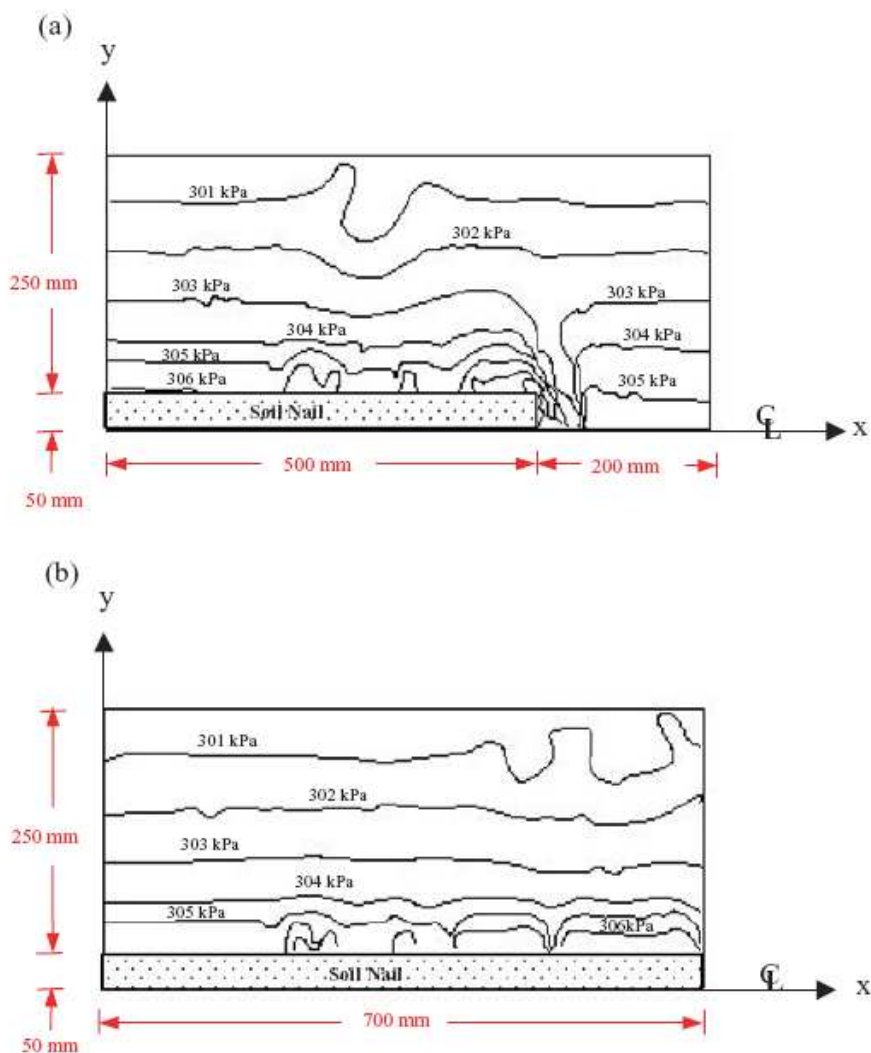 (a)
y
301 kPa
302 kPa
250 mm
303 kPa
303 kPa
304 kPa
304 kPa
305 kPa
305 kPa
306 kPa
Soil Nail
C
L
x
500 mm
200 mm
50 mm
(b)
y
301 kPa
302 kPa
250 mm
303 kPa
304 kPa
305 kPa
306kPa
Soil Nail
C
L
x
700 mm
50 mm